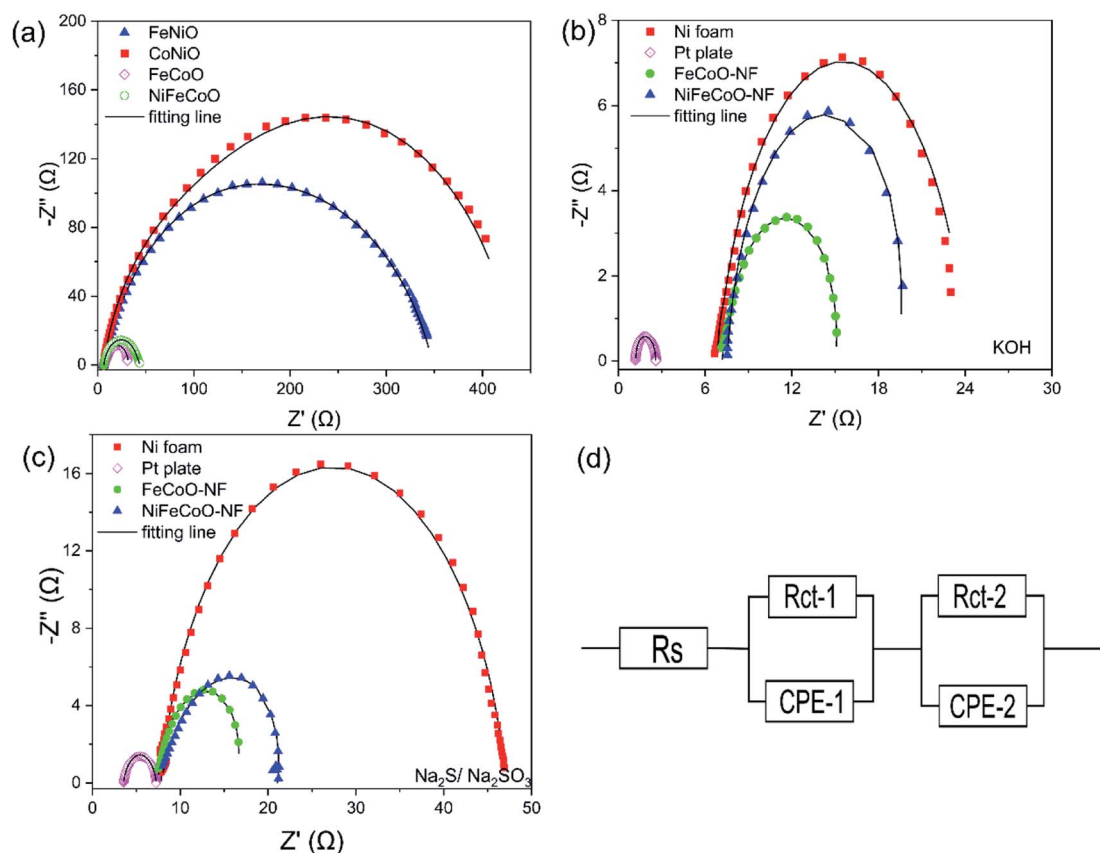 (a)
FeNiO
CoNiO
FeCoO
NiFeCoO
fitting line
-Z" (Ω)
200
160
120
80
40
0
0 100 200 300 400
Z' (Ω)
(b)
Ni foam
Pt plate
FeCoO-NF
NiFeCoO-NF
fitting line
KOH
-Z" (Ω)
8
6
4
2
0
0 6 12 18 24 30
Z' (Ω)
(c)
Ni foam
Pt plate
FeCoO-NF
NiFeCoO-NF
fitting line
Na₂S/ Na₂SO₃
-Z" (Ω)
16
12
8
4
0
0 10 20 30 40 50
Z' (Ω)
(d)
Rs
Rct-1
CPE-1
Rct-2
CPE-2